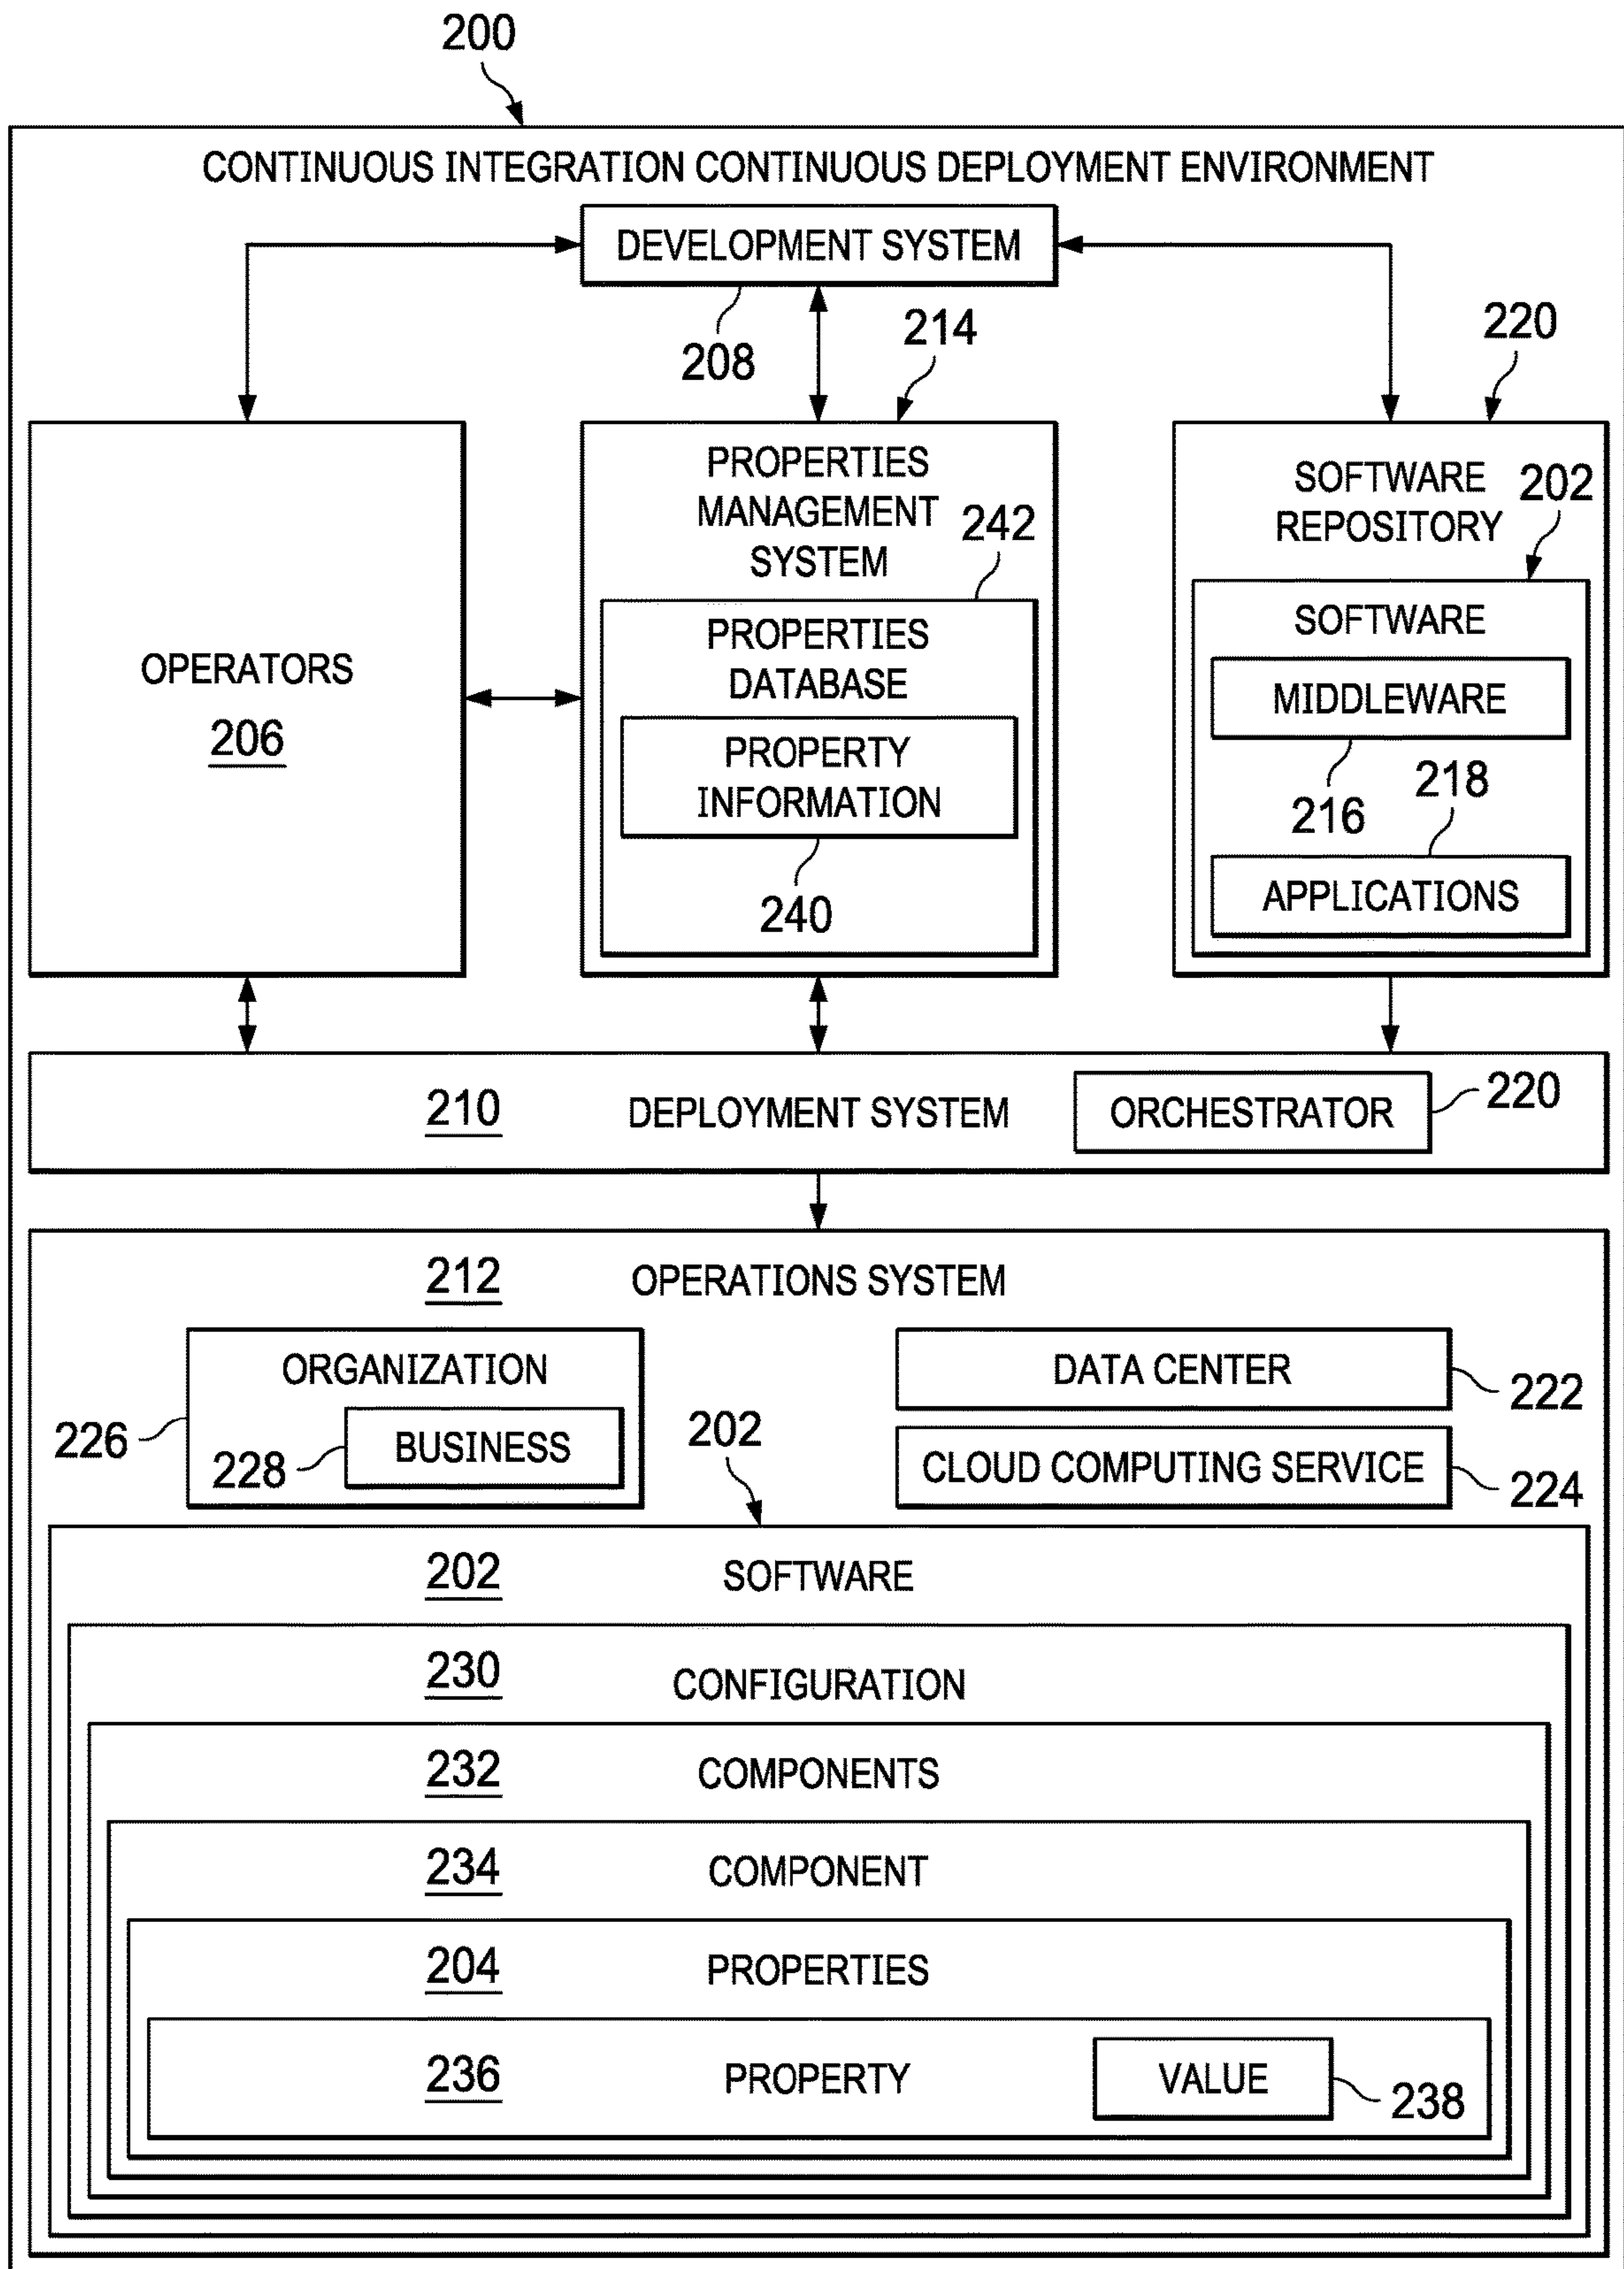 200
CONTINUOUS INTEGRATION CONTINUOUS DEPLOYMENT ENVIRONMENT
DEVELOPMENT SYSTEM
208
214
220
OPERATORS
206
PROPERTIES
MANAGEMENT
SYSTEM
242
PROPERTIES
DATABASE
PROPERTY
INFORMATION
240
SOFTWARE
REPOSITORY
202
SOFTWARE
MIDDLEWARE
216
218
APPLICATIONS
210 DEPLOYMENT SYSTEM
ORCHESTRATOR
220
212 OPERATIONS SYSTEM
ORGANIZATION
226
BUSINESS
228
DATA CENTER
222
CLOUD COMPUTING SERVICE
224
202
202 SOFTWARE
230 CONFIGURATION
232 COMPONENTS
234 COMPONENT
204 PROPERTIES
236 PROPERTY
VALUE
238